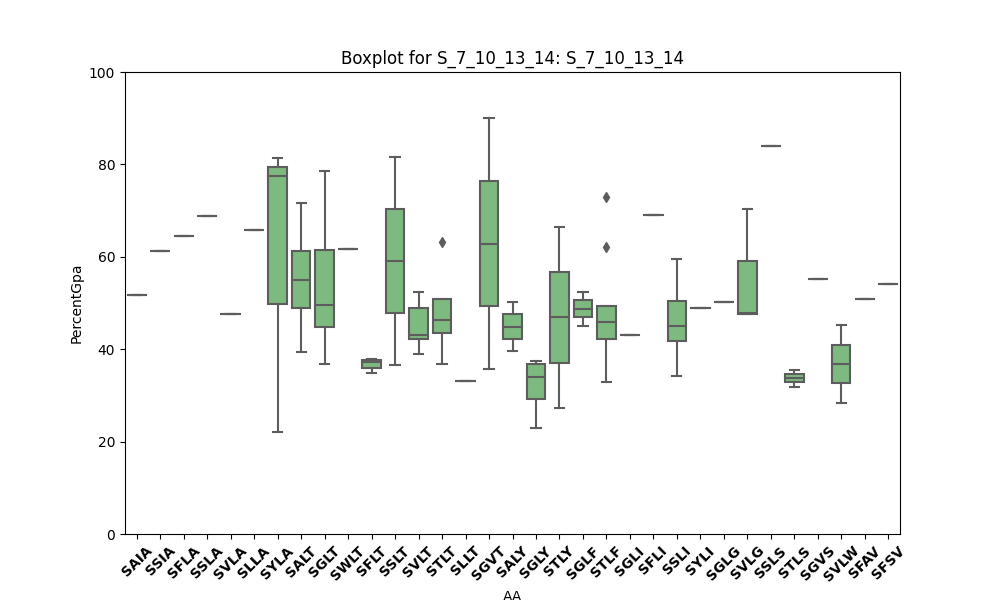 Boxplot for S_7_10_13_14: S_7_10_13_14
100
80
60
40
20
0
PercentGpa
SAIA SSIA SFLA SSLA SVLA SLLA SYLA SALT SGLT SWLT SFLT SSLT SVLT STLT SLLT SGVT SALY SGLY STLY SGLF STLF SGLI SFLI SSLI SYLI SGLG SVLG SSLS STLS SGVS SVLW SFAV SFSV
AA